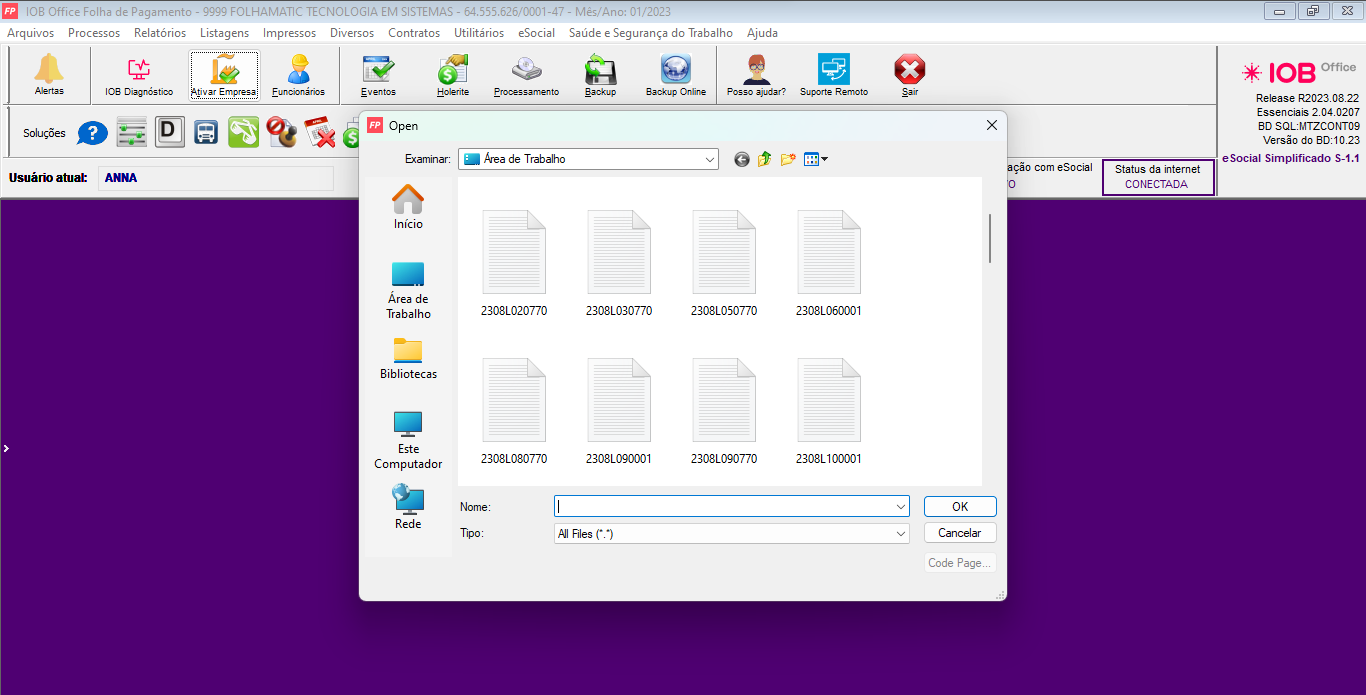 FP IOB Office Folha de Pagamento - 9999 FOLHAMATIC TECNOLOGIA EM SISTEMAS - 64.555.626/0001-47 - Mês/Ano: 01/2023
Arquivos Processos Relatórios Listagens Impressos Diversos Contratos Utilitários eSocial Saúde e Segurança do Trabalho Ajuda
Alertas IOB Diagnóstico Ativar Empresa Funcionários Eventos Holerite Processamento Backup Backup Online Posso ajudar? Suporte Remoto Sair
IOB Office
Release R2023.08.22
Essenciais 2.04.0207
BD SQL:MTZCONT09
Versão do BD:10.23
eSocial Simplificado S-1.1
Soluções ? D $
Usuário atual: ANNA
ação com eSocial
TO
Status da internet
CONECTADA
FP Open
Examinar: Área de Trabalho
Início
Área de
Trabalho
Bibliotecas
Este
Computador
Rede
2308L020770 2308L030770 2308L050770 2308L060001
2308L080770 2308L090001 2308L090770 2308L100001
Nome: OK
Tipo: All Files (*.*) Cancelar
Code Page...